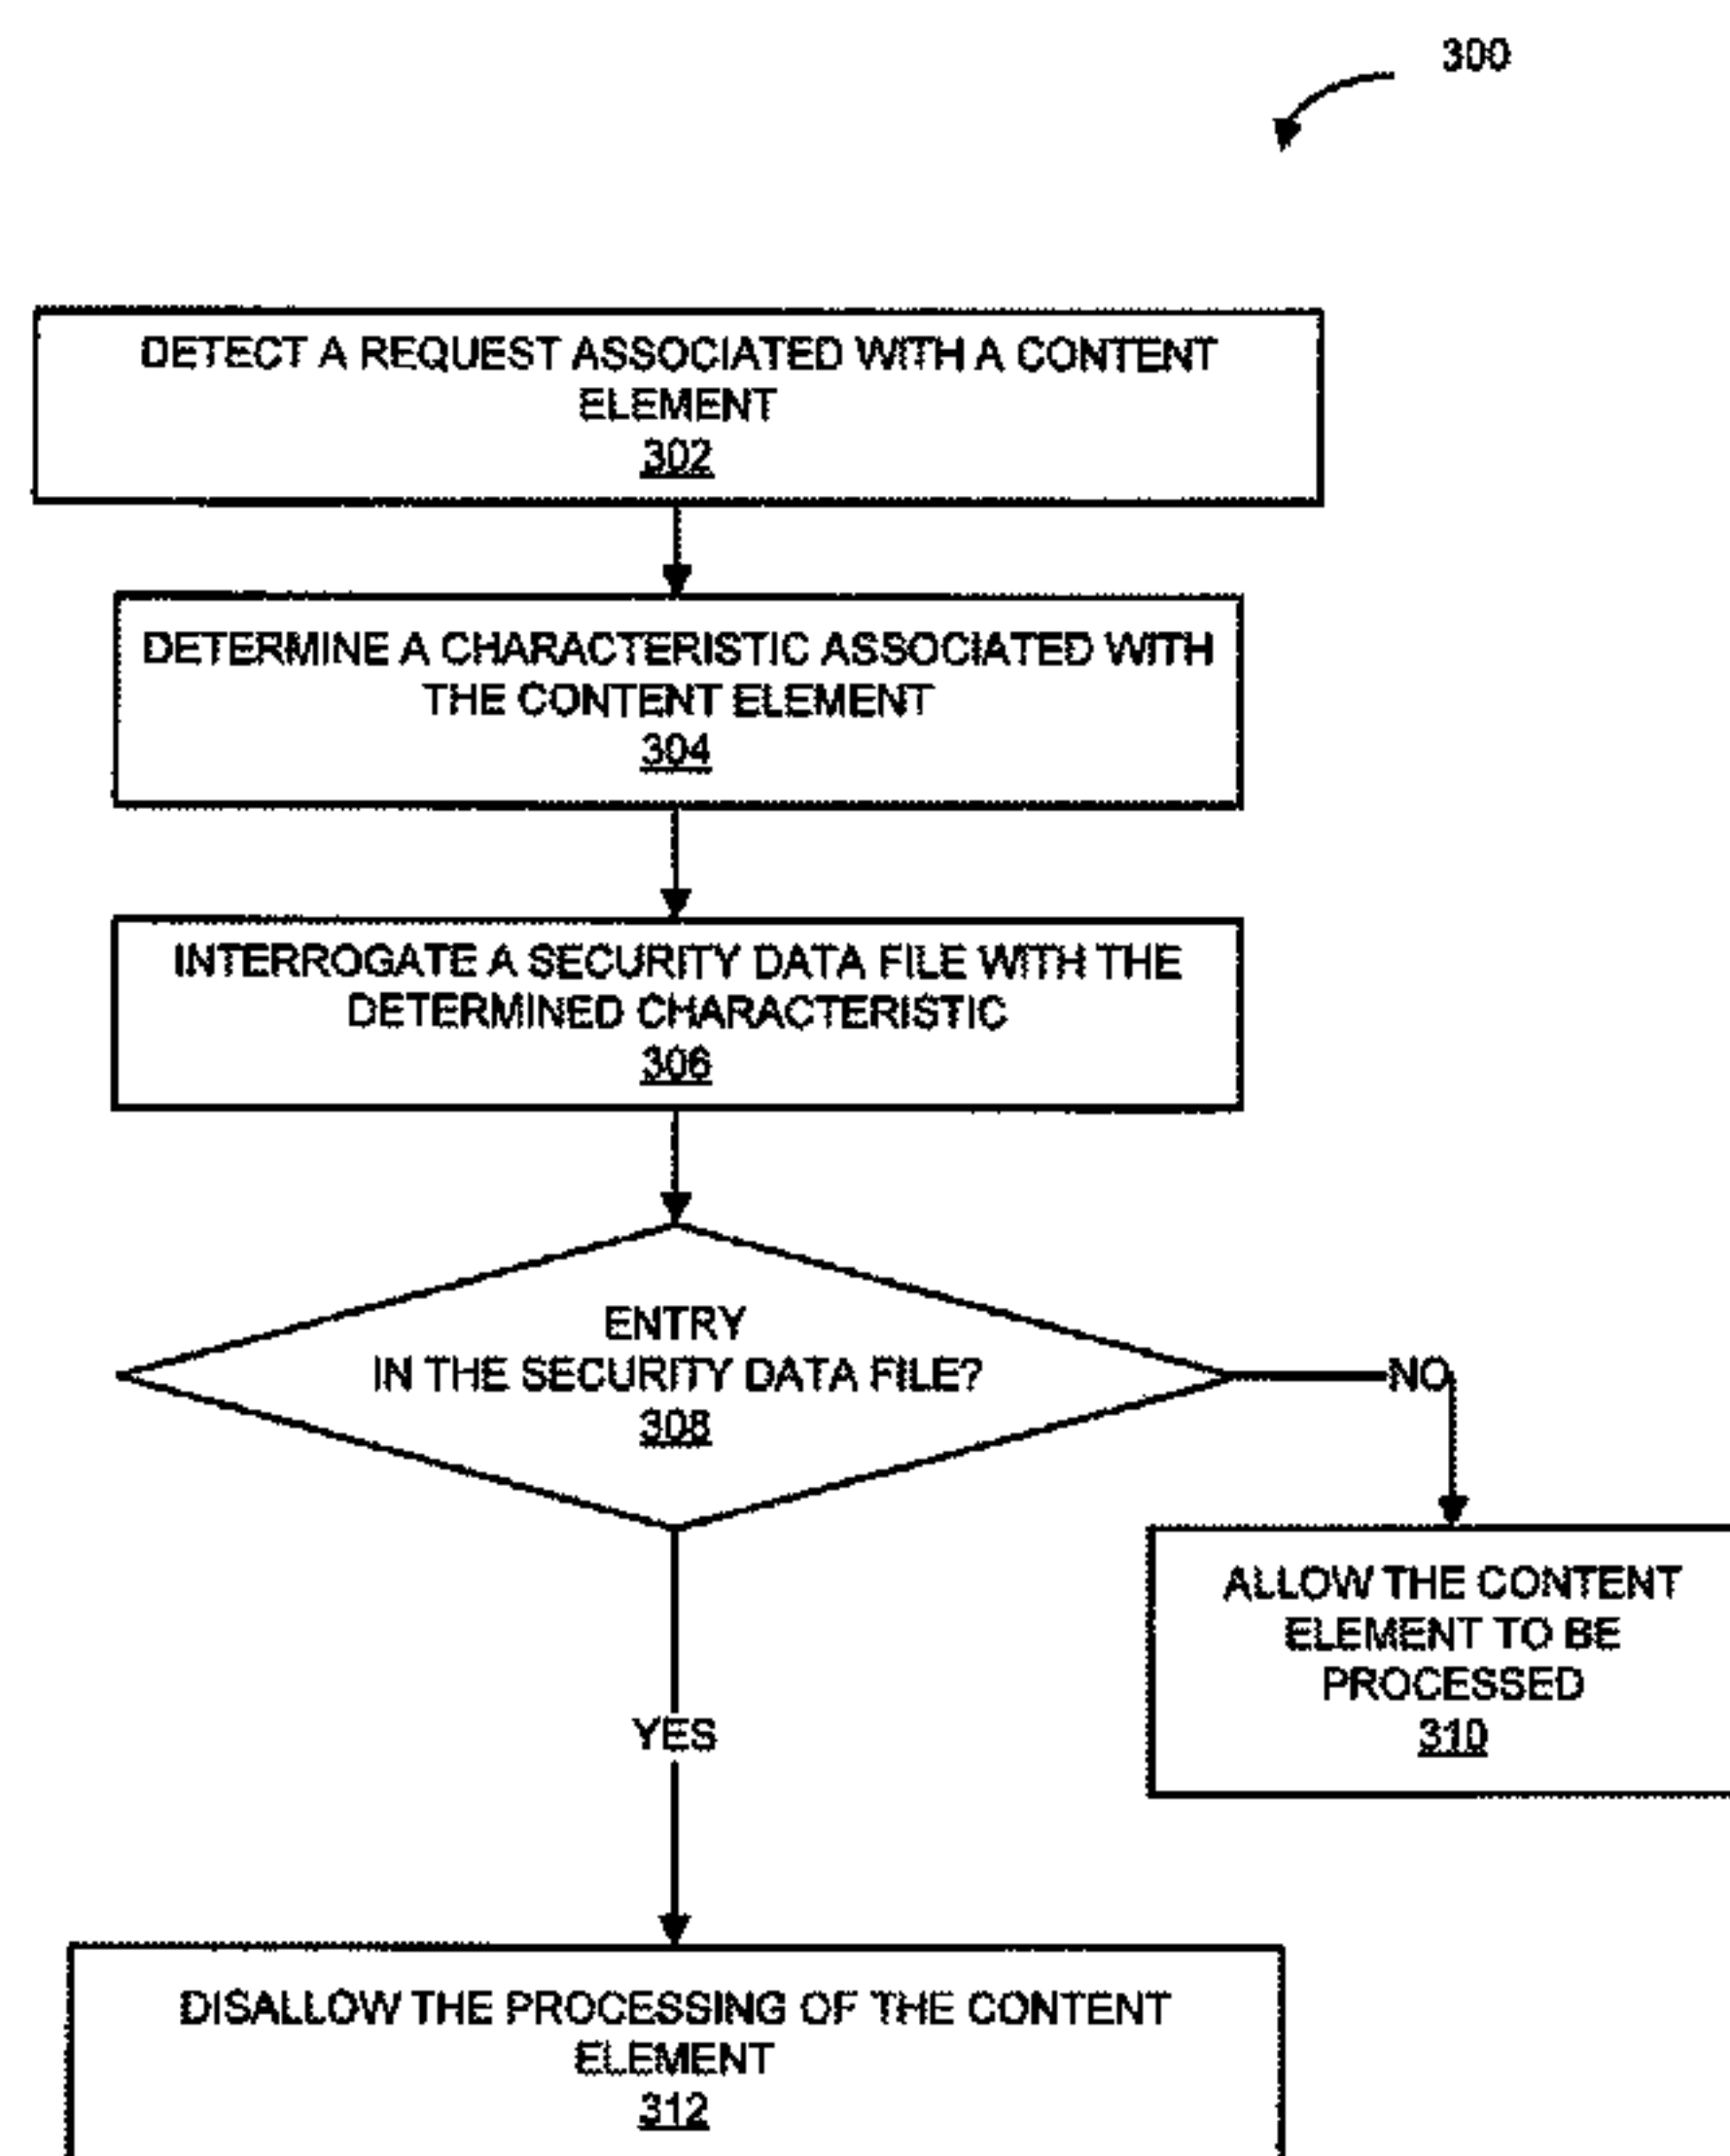 300
DETECT A REQUEST ASSOCIATED WITH A CONTENT
ELEMENT
302
DETERMINE A CHARACTERISTIC ASSOCIATED WITH
THE CONTENT ELEMENT
304
INTERROGATE A SECURITY DATA FILE WITH THE
DETERMINED CHARACTERISTIC
306
ENTRY
IN THE SECURITY DATA FILE?
308
NO
ALLOW THE CONTENT
ELEMENT TO BE
PROCESSED
310
YES
DISALLOW THE PROCESSING OF THE CONTENT
ELEMENT
312